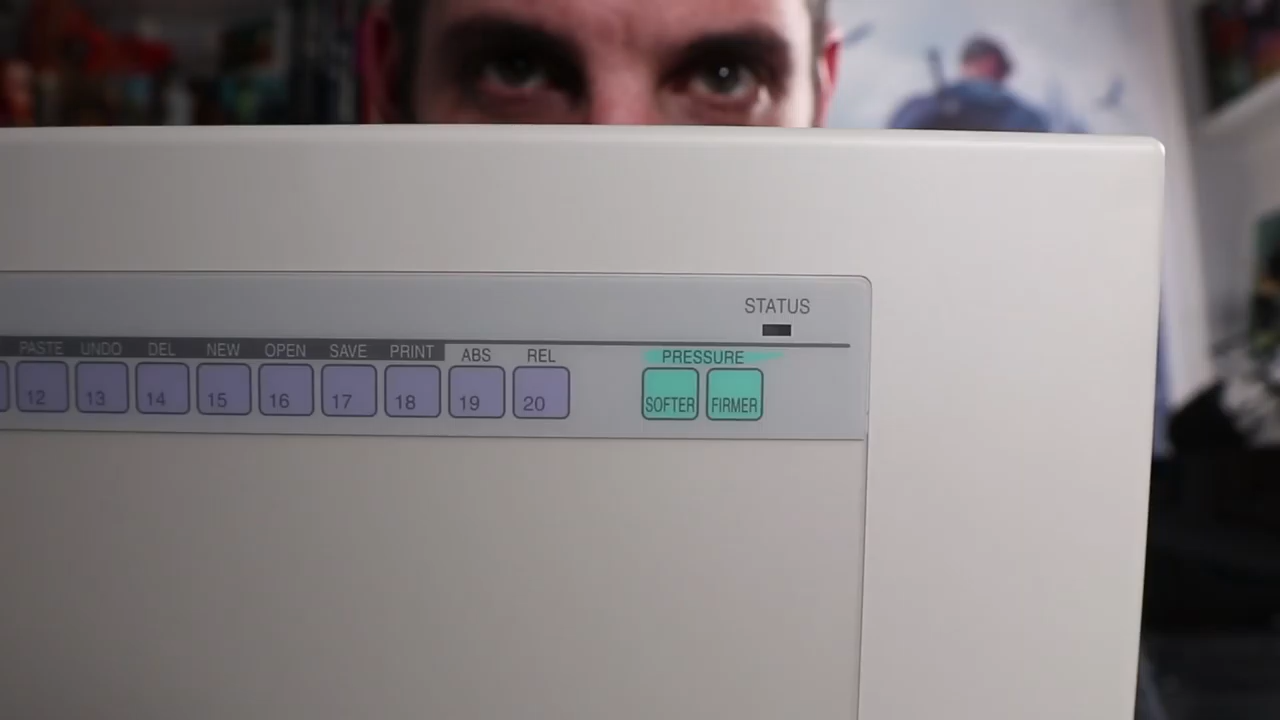 STATUS
PASTE UNDO DEL NEW OPEN SAVE PRINT ABS REL PRESSURE
12 13 14 15 16 17 18 19 20 SOFTER FIRMER